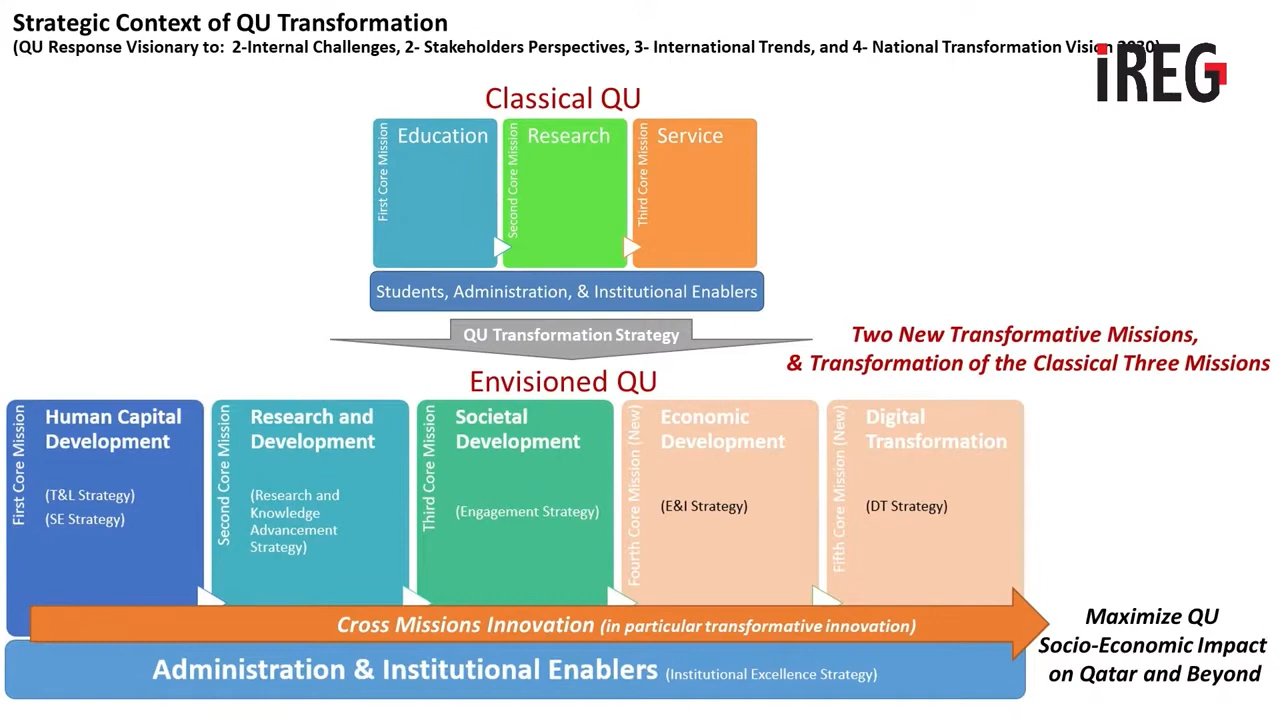 Strategic Context of QU Transformation
(QU Response Visionary to: 2-Internal Challenges, 2- Stakeholders Perspectives, 3- International Trends, and 4- National Transformation Vision 2030)
iREG
Classical QU
First Core Mission
Education
Second Core Mission
Research
Third Core Mission
Service
Students, Administration, & Institutional Enablers
QU Transformation Strategy
Two New Transformative Missions,
& Transformation of the Classical Three Missions
Envisioned QU
First Core Mission
Human Capital
Development
(T&L Strategy)
(SE Strategy)
Second Core Mission
Research and
Development
(Research and
Knowledge
Advancement
Strategy)
Third Core Mission
Societal
Development
(Engagement Strategy)
Fourth Core Mission (New)
Economic
Development
(E&I Strategy)
Fifth Core Mission (New)
Digital
Transformation
(DT Strategy)
Cross Missions Innovation (in particular transformative innovation)
Maximize QU
Socio-Economic Impact
on Qatar and Beyond
Administration & Institutional Enablers (Institutional Excellence Strategy)